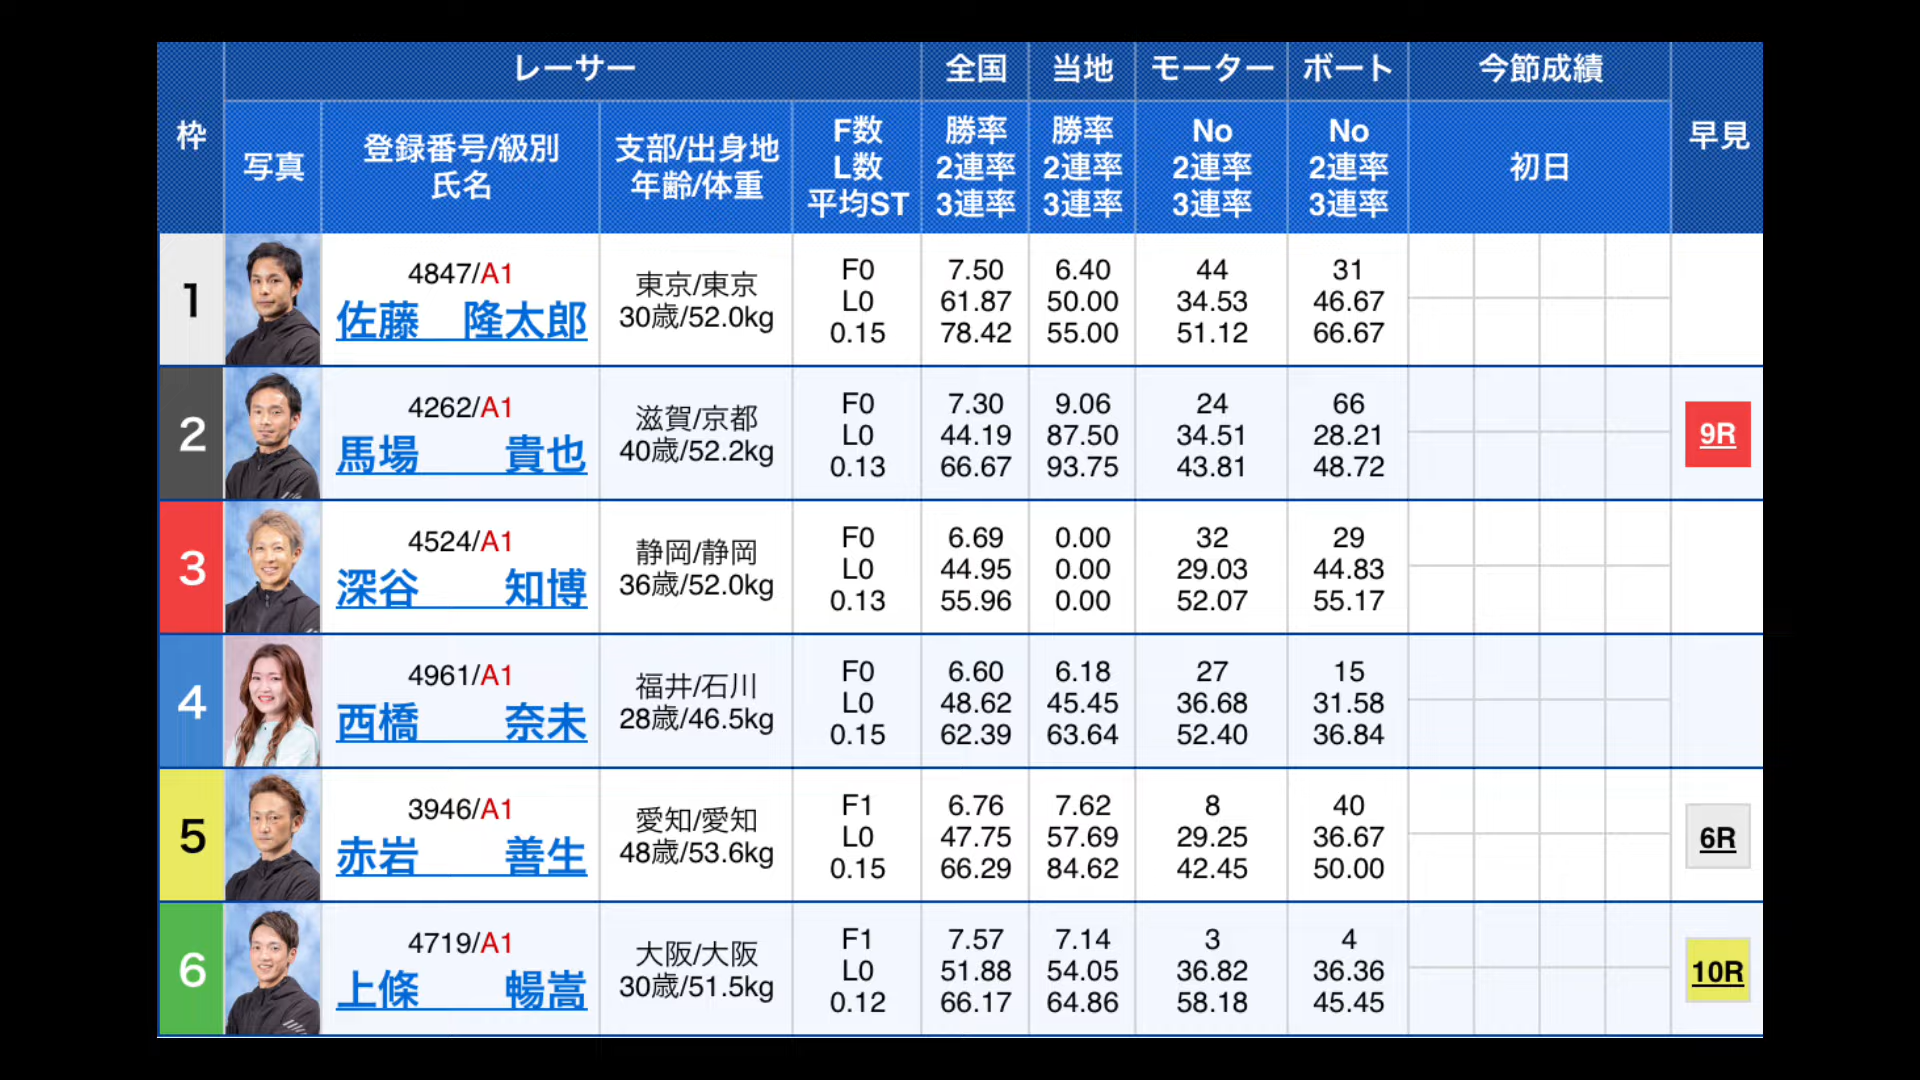 枠 レーサー 全国 当地 モーター ボート 今節成績 早見
写真 登録番号/級別 氏名 支部/出身地 年齢/体重 F数 L数 平均ST 勝率 2連率 3連率 勝率 2連率 3連率 No 2連率 3連率 No 2連率 3連率 初日
1 4847/A1 東京/東京 F0 7.50 6.40 44 31
佐藤 隆太郎 30歳/52.0kg L0 61.87 50.00 34.53 46.67
0.15 78.42 55.00 51.12 66.67
2 4262/A1 滋賀/京都 F0 7.30 9.06 24 66
馬場 貴也 40歳/52.2kg L0 44.19 87.50 34.51 28.21 9R
0.13 66.67 93.75 43.81 48.72
3 4524/A1 静岡/静岡 F0 6.69 0.00 32 29
深谷 知博 36歳/52.0kg L0 44.95 0.00 29.03 44.83
0.13 55.96 0.00 52.07 55.17
4 4961/A1 福井/石川 F0 6.60 6.18 27 15
西橋 奈未 28歳/46.5kg L0 48.62 45.45 36.68 31.58
0.15 62.39 63.64 52.40 36.84
5 3946/A1 愛知/愛知 F1 6.76 7.62 8 40
赤岩 善生 48歳/53.6kg L0 47.75 57.69 29.25 36.67 6R
0.15 66.29 84.62 42.45 50.00
6 4719/A1 大阪/大阪 F1 7.57 7.14 3 4
上條 暢嵩 30歳/51.5kg L0 51.88 54.05 36.82 36.36 10R
0.12 66.17 64.86 58.18 45.45